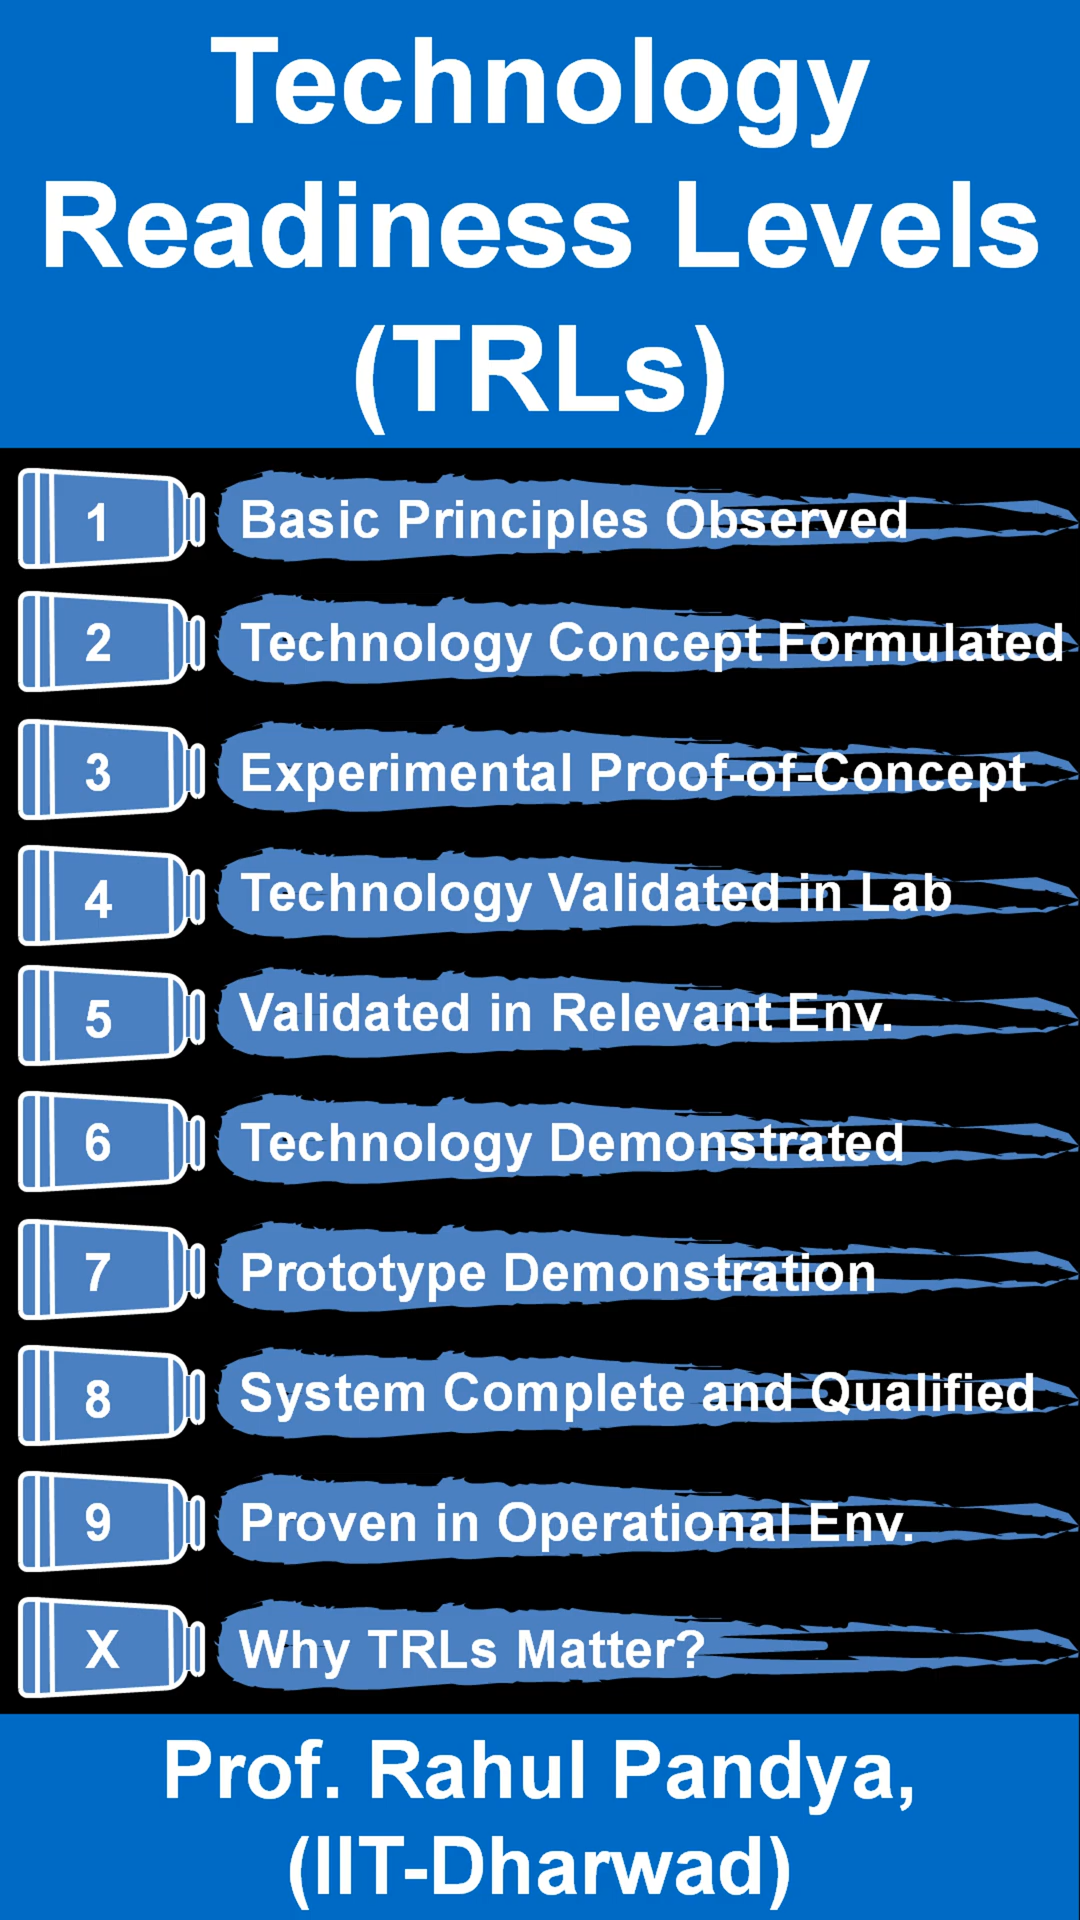 Technology
Readiness Levels
(TRLs)
1 Basic Principles Observed
2 Technology Concept Formulated
3 Experimental Proof-of-Concept
4 Technology Validated in Lab
5 Validated in Relevant Env.
6 Technology Demonstrated
7 Prototype Demonstration
8 System Complete and Qualified
9 Proven in Operational Env.
X Why TRLs Matter?
Prof. Rahul Pandya,
(IIT-Dharwad)